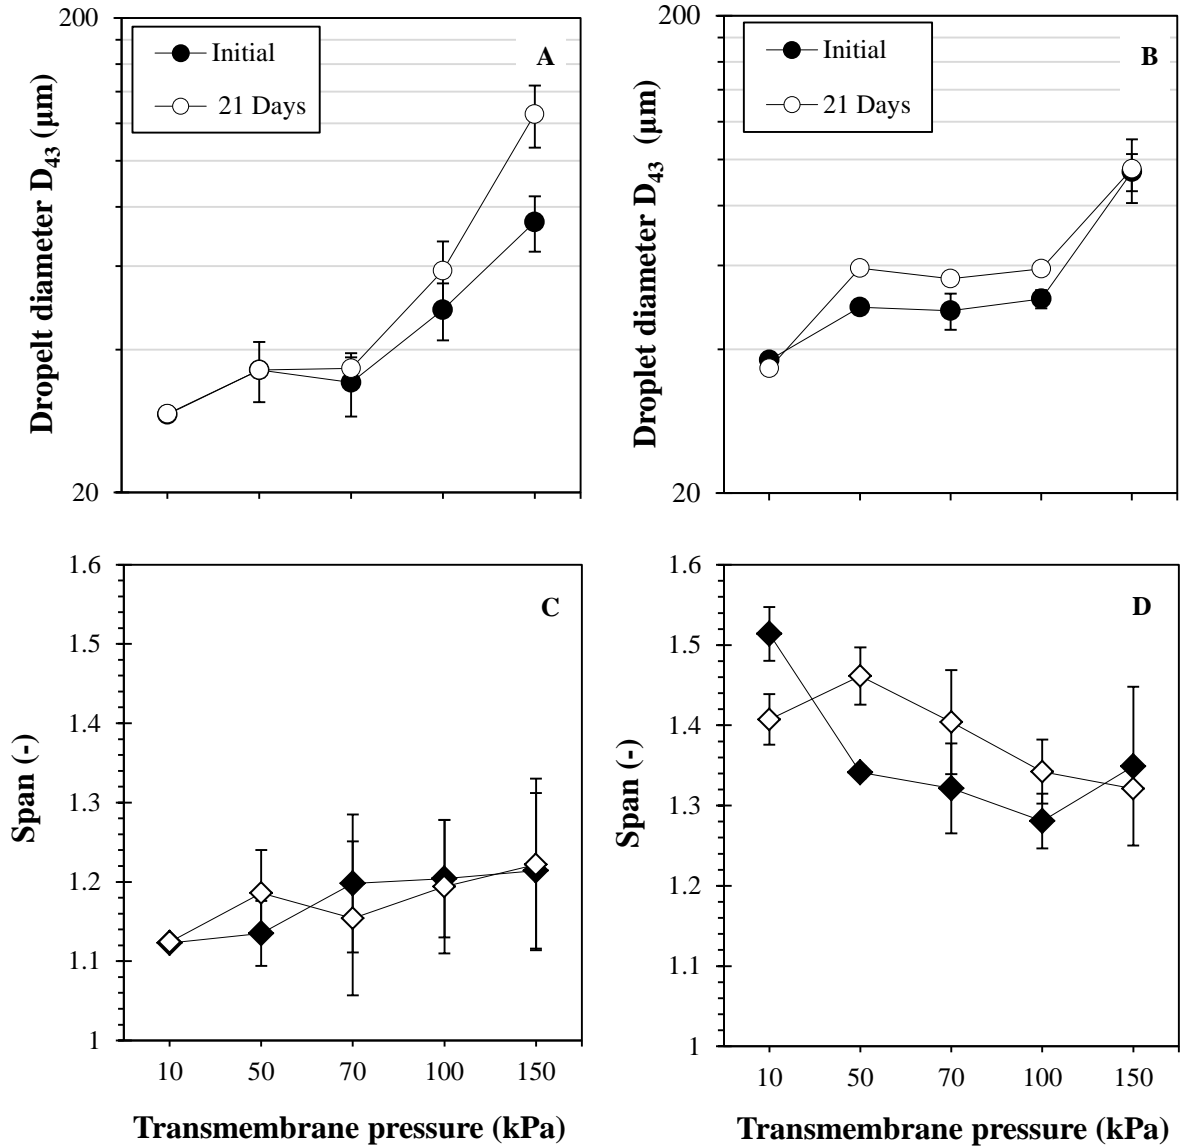 200
Initial
21 Days
A
Dropelt diameter D43 (μm)
20
200
Initial
21 Days
B
Droplet diameter D43 (μm)
20
1.6
1.5
1.4
1.3
1.2
1.1
1
C
Span (-)
10 50 70 100 150
Transmembrane pressure (kPa)
1.6
1.5
1.4
1.3
1.2
1.1
1
D
Span (-)
10 50 70 100 150
Transmembrane pressure (kPa)